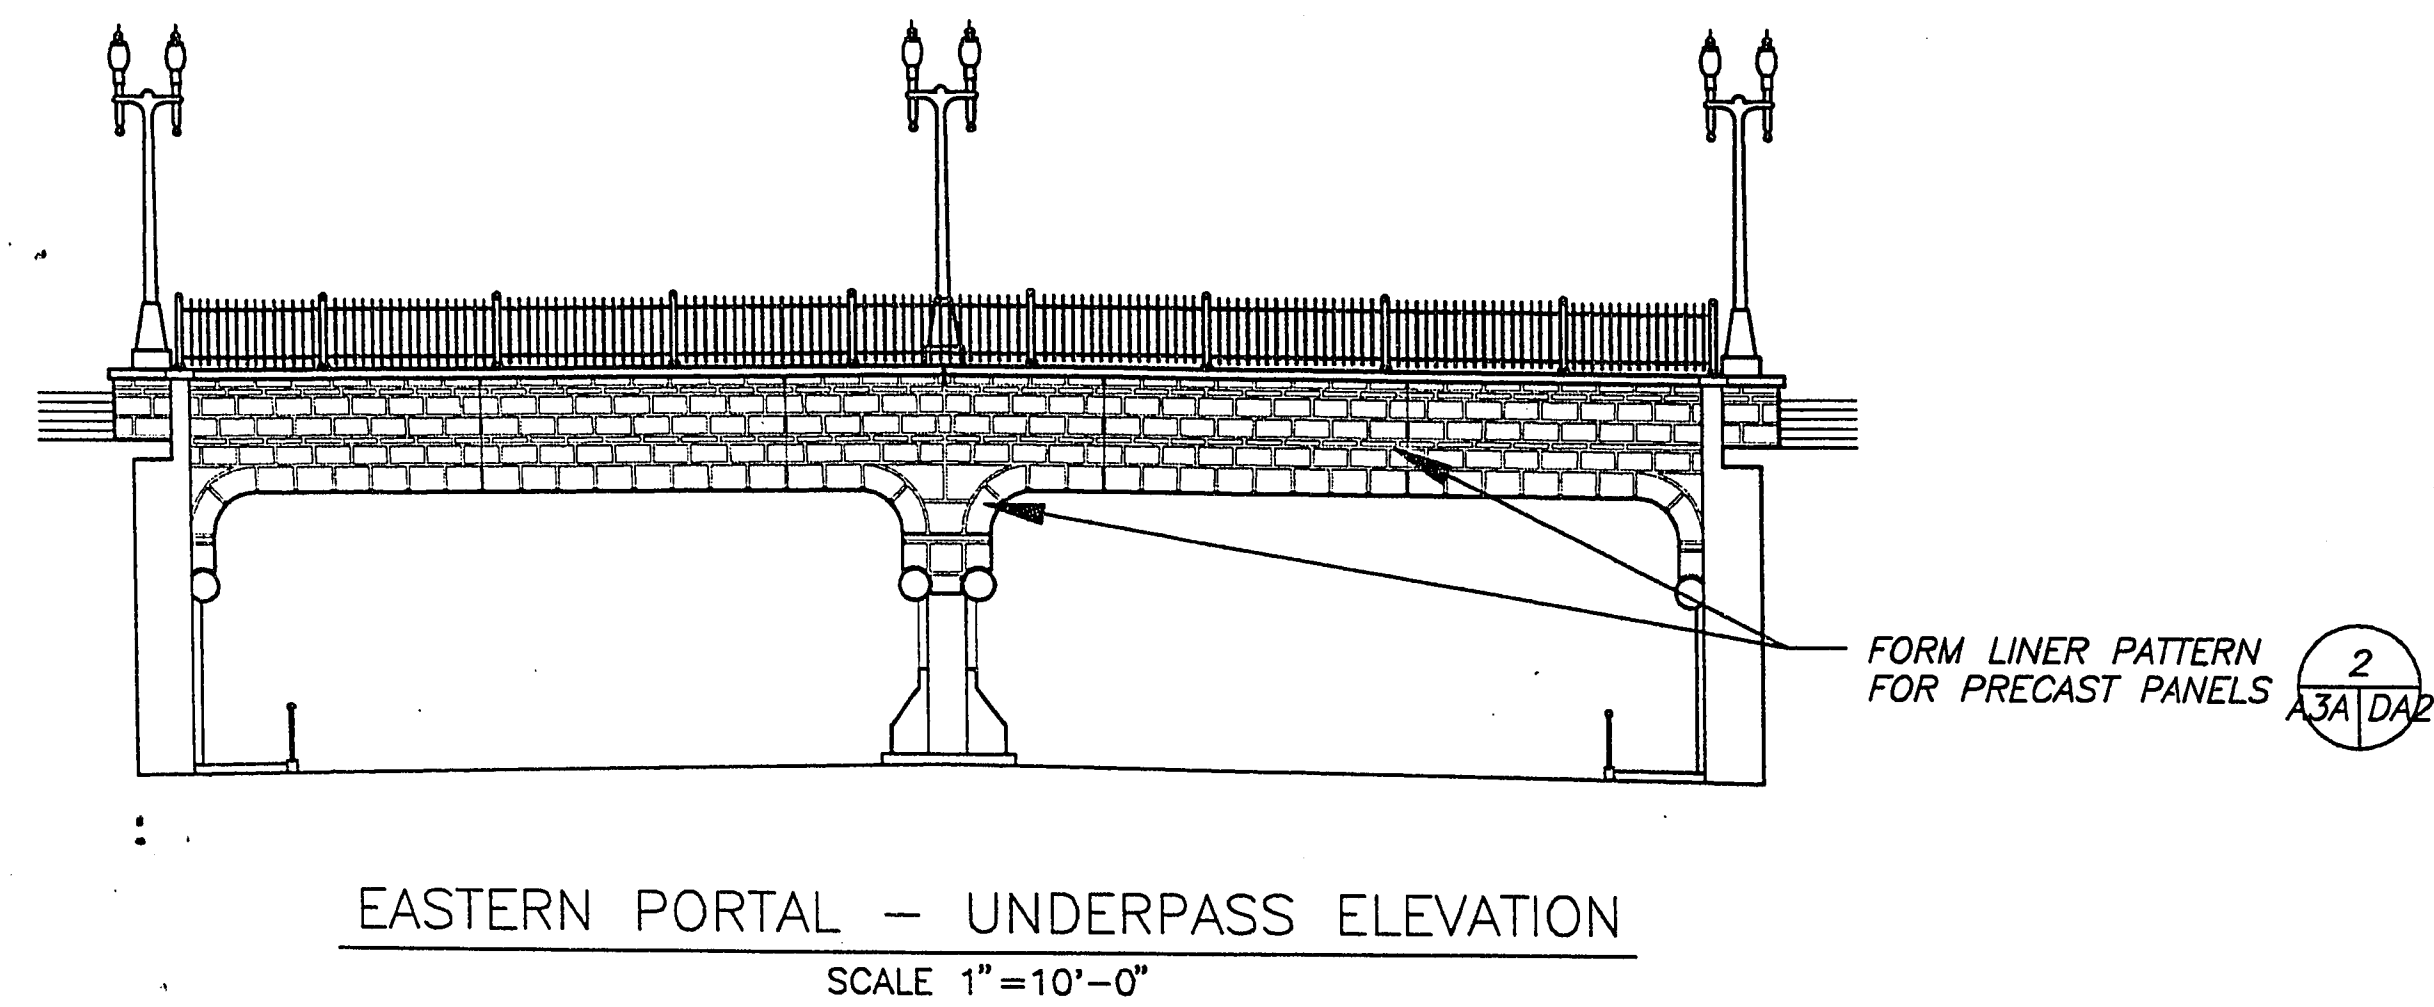 FORM LINER PATTERN
FOR PRECAST PANELS
2
A3A DA2
EASTERN PORTAL – UNDERPASS ELEVATION
SCALE 1"=10'-0"